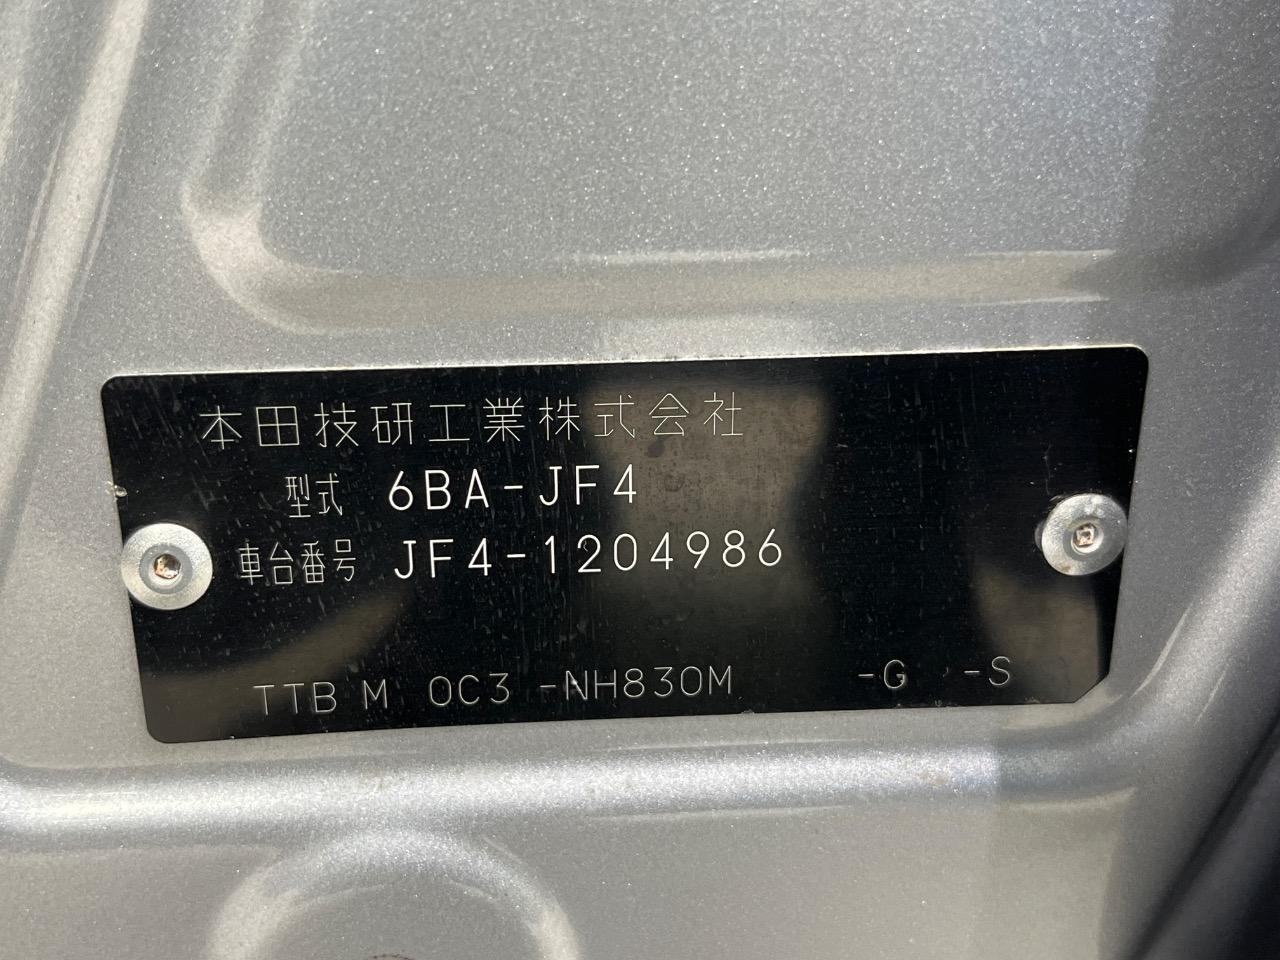 本田技研工業株式会社
型式 6BA-JF4
車台番号 JF4-1204986
TTB M 0C3 -NH830M -G -S